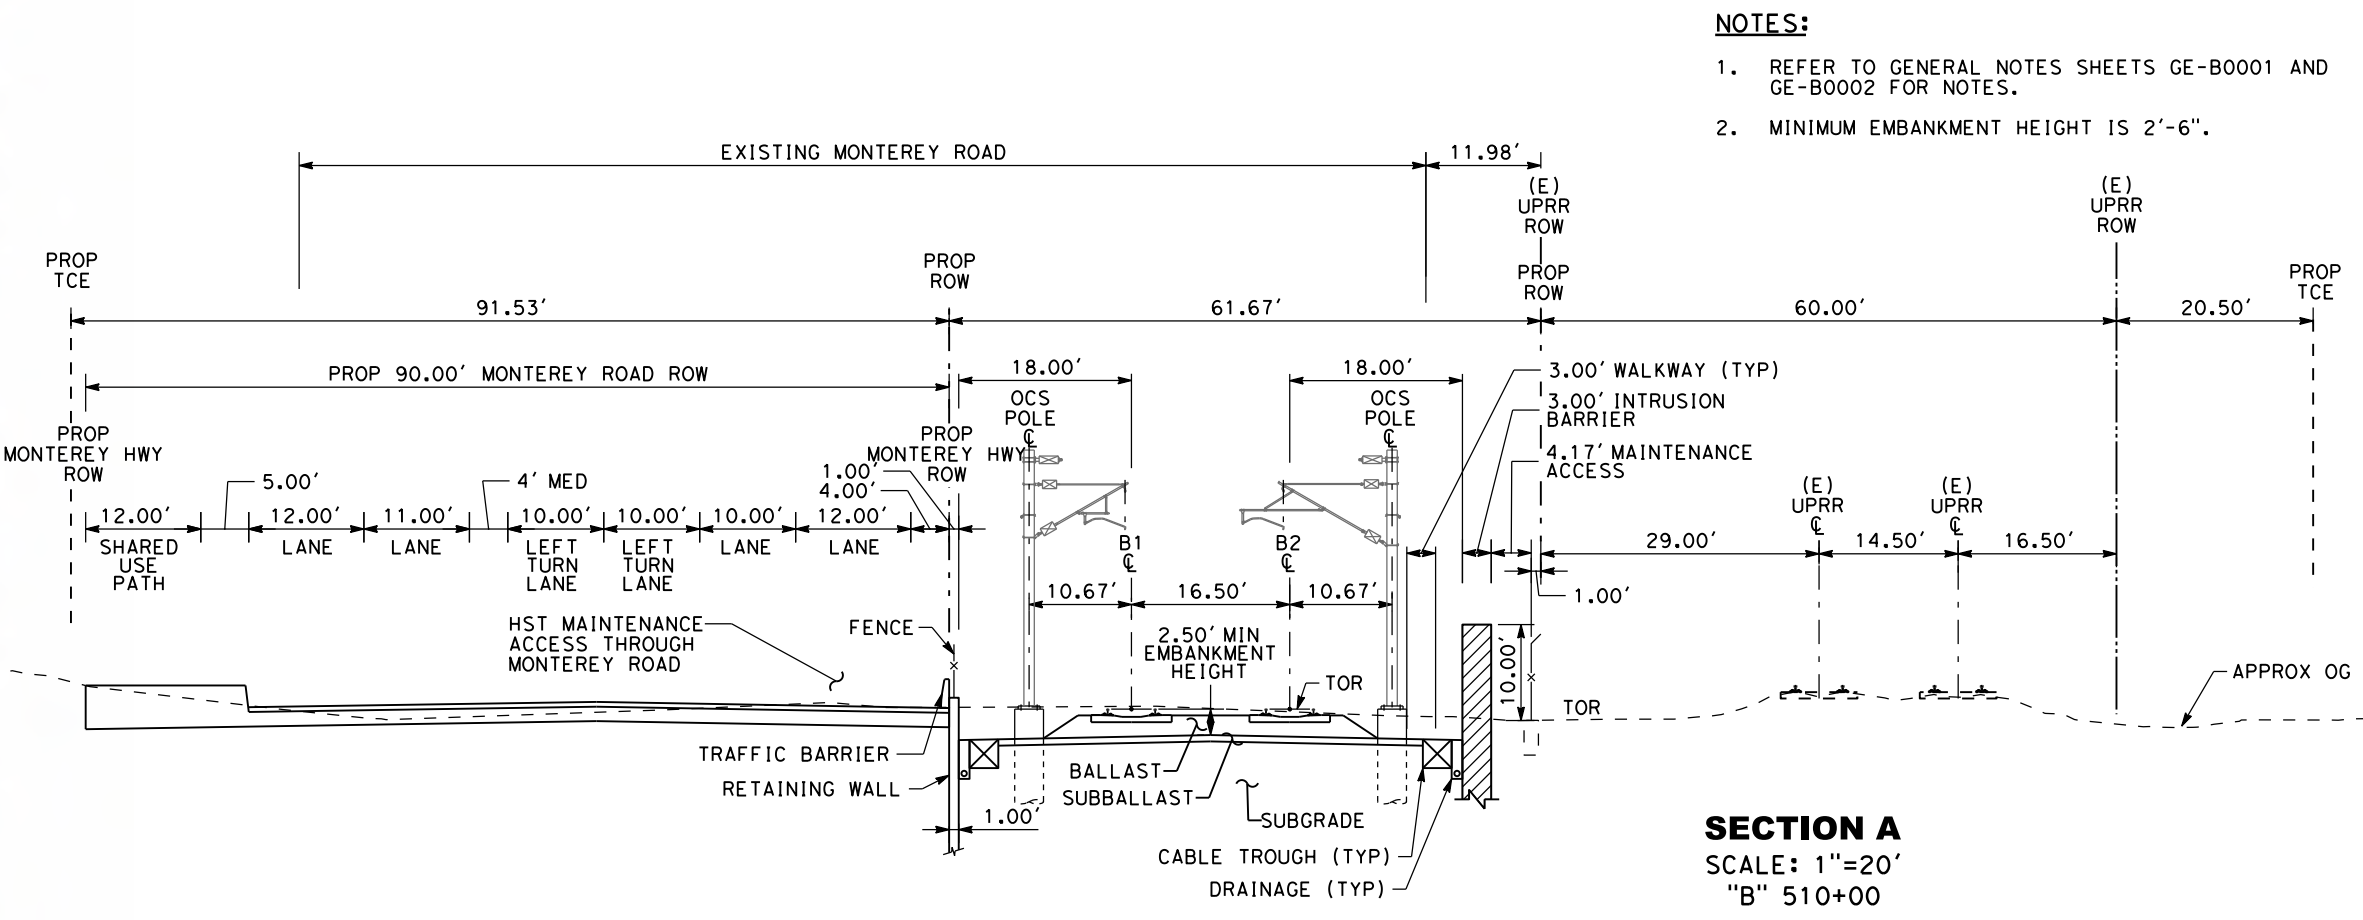 NOTES:
1. REFER TO GENERAL NOTES SHEETS GE-B0001 AND
GE-B0002 FOR NOTES.
2. MINIMUM EMBANKMENT HEIGHT IS 2'-6".
EXISTING MONTEREY ROAD
11.98'
(E)
UPRR
ROW
(E)
UPRR
ROW
PROP
TCE
PROP
ROW
PROP
ROW
PROP
TCE
91.53'
61.67'
60.00'
20.50'
PROP 90.00' MONTEREY ROAD ROW
18.00'
18.00'
3.00' WALKWAY (TYP)
3.00' INTRUSION
BARRIER
4.17' MAINTENANCE
ACCESS
OCS
POLE
℄
OCS
POLE
℄
PROP
MONTEREY HWY
ROW
PROP
MONTEREY HWY
ROW
5.00'
4' MED
1.00'
4.00'
12.00'
SHARED
USE
PATH
12.00'
LANE
11.00'
LANE
10.00'
LEFT
TURN
LANE
10.00'
LEFT
TURN
LANE
10.00'
LANE
12.00'
LANE
B1
℄
B2
℄
(E)
UPRR
℄
(E)
UPRR
℄
29.00'
14.50'
16.50'
10.67'
16.50'
10.67'
1.00'
HST MAINTENANCE
ACCESS THROUGH
MONTEREY ROAD
FENCE
2.50' MIN
EMBANKMENT
HEIGHT
10.00'
TOR
TOR
APPROX OG
TRAFFIC BARRIER
RETAINING WALL
BALLAST
SUBBALLAST
1.00'
SUBGRADE
CABLE TROUGH (TYP)
DRAINAGE (TYP)
SECTION A
SCALE: 1"=20'
"B" 510+00